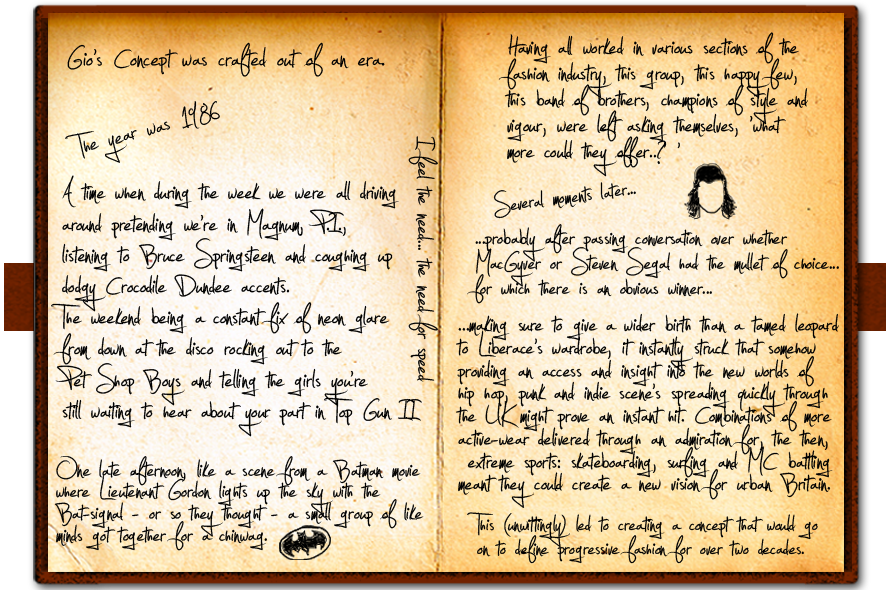 Gio's Concept was crafted out of an era.
The year was 1986
A time when during the week we were all driving
around pretending we're in Magnum, P.I.,
listening to Bruce Springsteen and coughing up
dodgy Crocodile Dundee accents.
The weekend being a constant fix of neon glare
from down at the disco rocking out to the
Pet Shop Boys and telling the girls you're
still waiting to hear about your part in Top Gun II
I feel the need... the need for speed
One late afternoon, like a scene from a Batman movie
where Lieutenant Gordon lights up the sky with the
Bat-signal - or so they thought - a small group of like
minds got together for a chinwag.
Having all worked in various sections of the
fashion industry, this group, this happy few,
this band of brothers, champions of style and
vigour, were left asking themselves, 'what
more could they offer..? '
Several moments later...
...probably after passing conversation over whether
MacGyver or Steven Segal had the mullet of choice...
for which there is an obvious winner...
...making sure to give a wider birth than a tamed leopard
to Liberace's wardrobe, it instantly struck that somehow
providing an access and insight into the new worlds of
hip hop, punk and indie scene's spreading quickly through
the UK might prove an instant hit. Combinations of more
active-wear delivered through an admiration for, the then,
extreme sports: skateboarding, surfing and MC battling
meant they could create a new vision for urban Britain.
This (unwittingly) led to creating a concept that would go
on to define progressive fashion for over two decades.